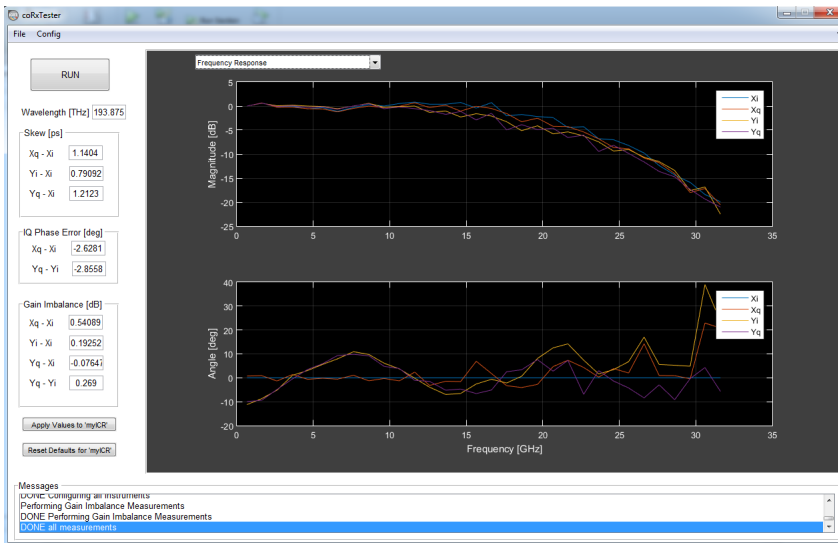 coRxTester
File Config
RUN
Wavelength [THz] 193.875
Skew [ps]
Xq - Xi 1.1404
Yi - Xi 0.79092
Yq - Xi 1.2123
IQ Phase Error [deg]
Xq - Xi -2.6281
Yq - Yi -2.8558
Gain Imbalance [dB]
Xq - Xi 0.54089
Yi - Xi 0.19252
Yq - Xi -0.0764
Yq - Yi 0.269
Apply Values to 'myICR'
Reset Defaults for 'myICR'
Frequency Response
Magnitude [dB]
5
0
-5
-10
-15
-20
-25
0 5 10 15 20 25 30 35
Xi
Xq
Yi
Yq
Angle [deg]
40
30
20
10
0
-10
-20
0 5 10 15 20 25 30 35
Frequency [GHz]
Xi
Xq
Yi
Yq
Messages
DONE Configuring all Instruments
Performing Gain Imbalance Measurements
DONE Performing Gain Imbalance Measurements
DONE all measurements